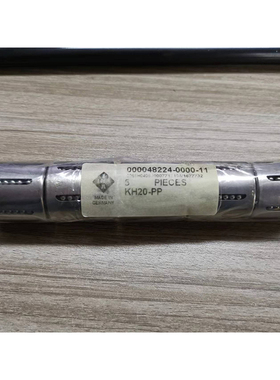 000048224-0000-11
5 PIECES
KH20-PP
MADE IN
GERMANY